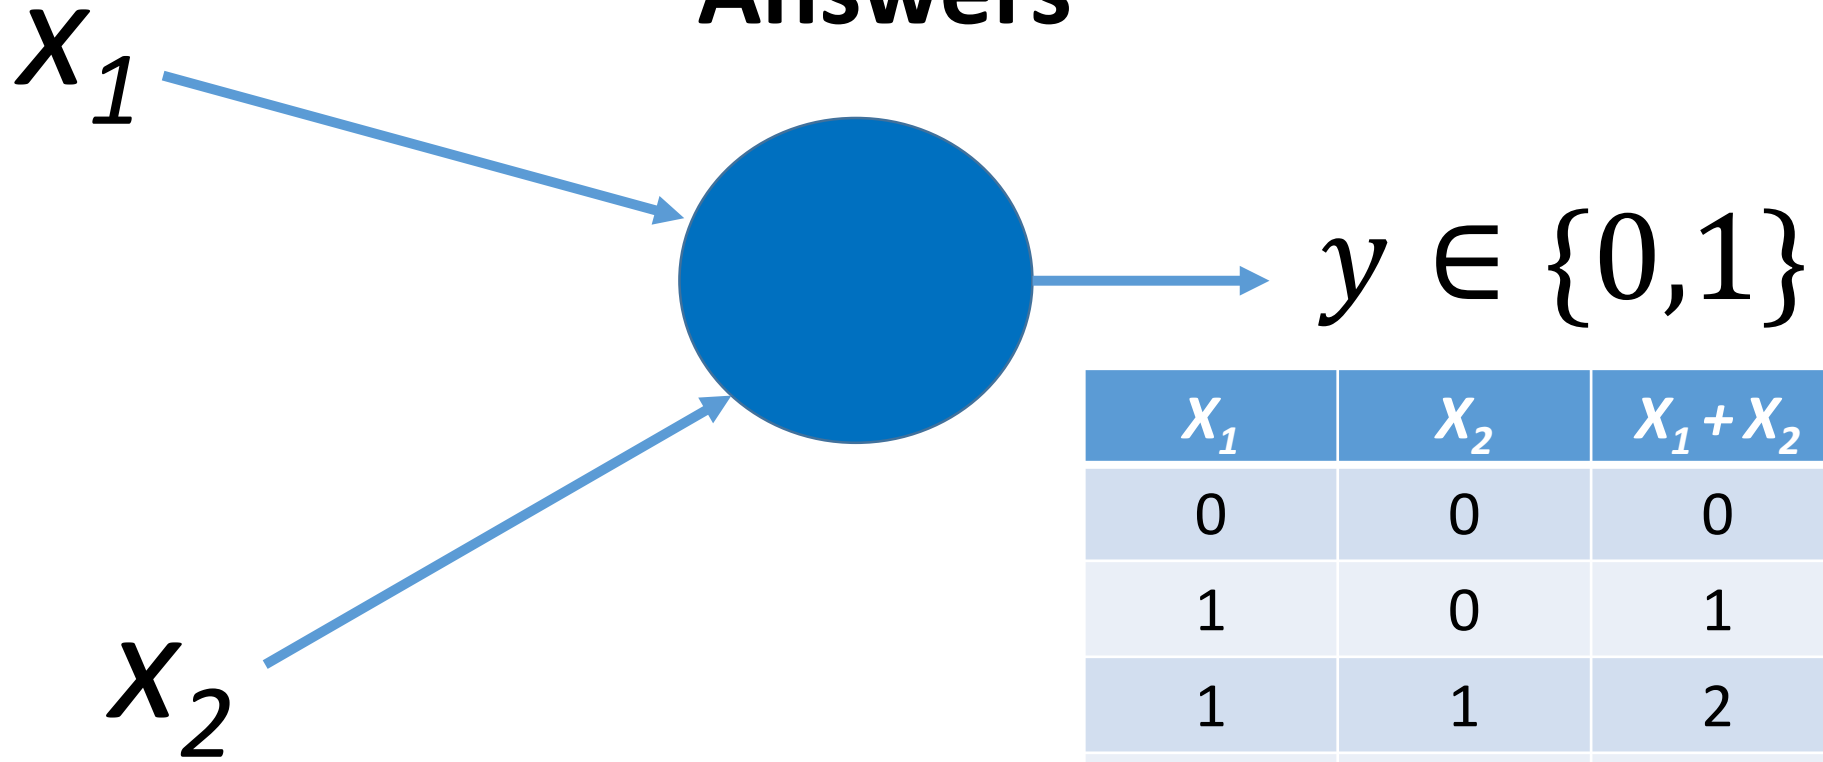 Answers
x1
y ∈ {0,1}
X1 X2 X1 + X2
0 0 0
1 0 1
1 1 2
x2